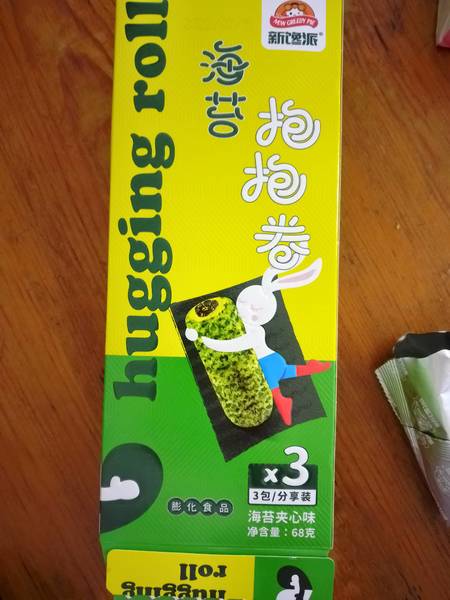 NEW GREEDY PIE
新馋派
海苔
抱抱卷
hugging roll
x3
3包/分享装
膨化食品
海苔夹心味
净含量：68克
hugging
roll